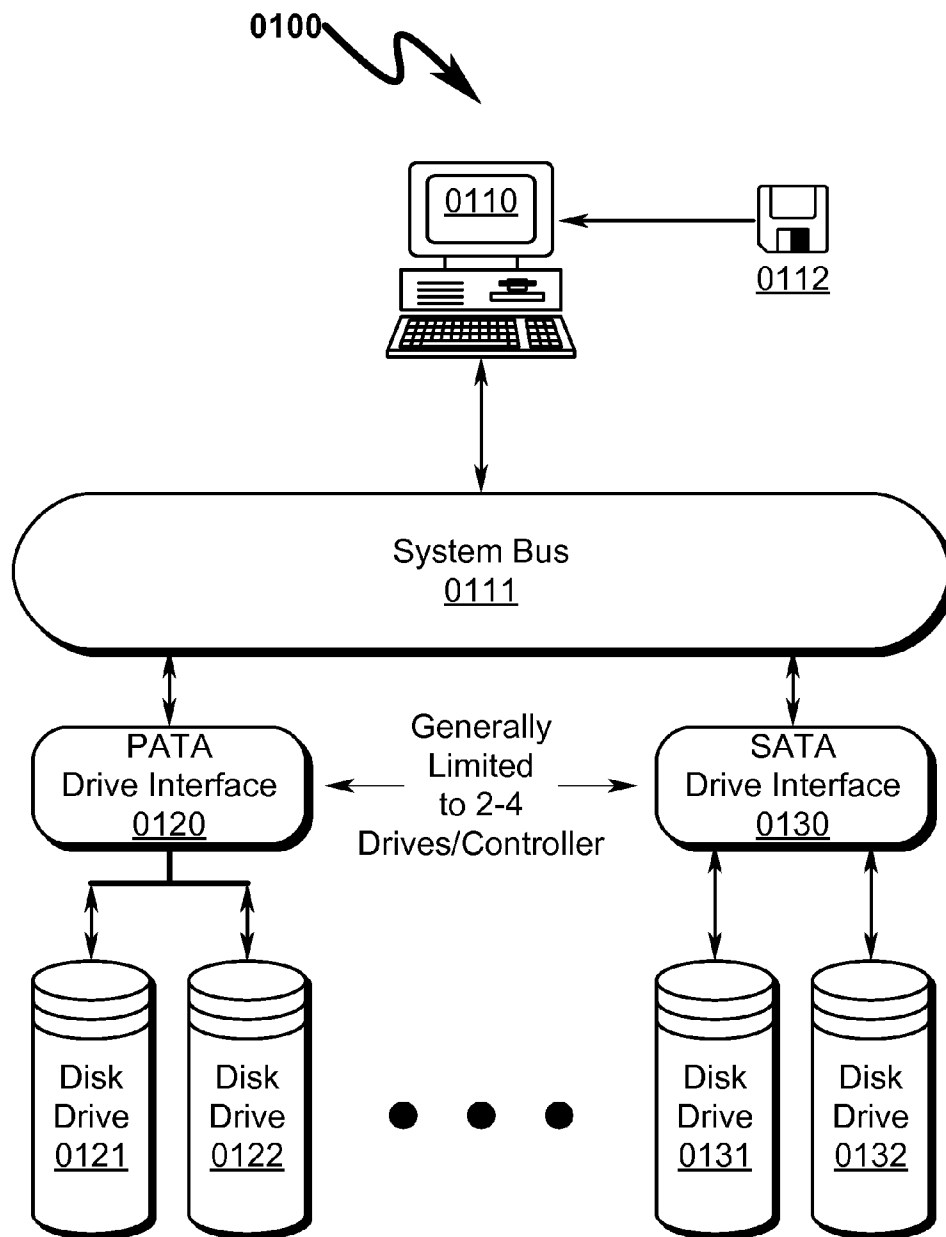 0100
0110
0112
System Bus
0111
PATA
Drive Interface
0120
Generally
Limited
to 2-4
Drives/Controller
SATA
Drive Interface
0130
Disk
Drive
0121
Disk
Drive
0122
Disk
Drive
0131
Disk
Drive
0132